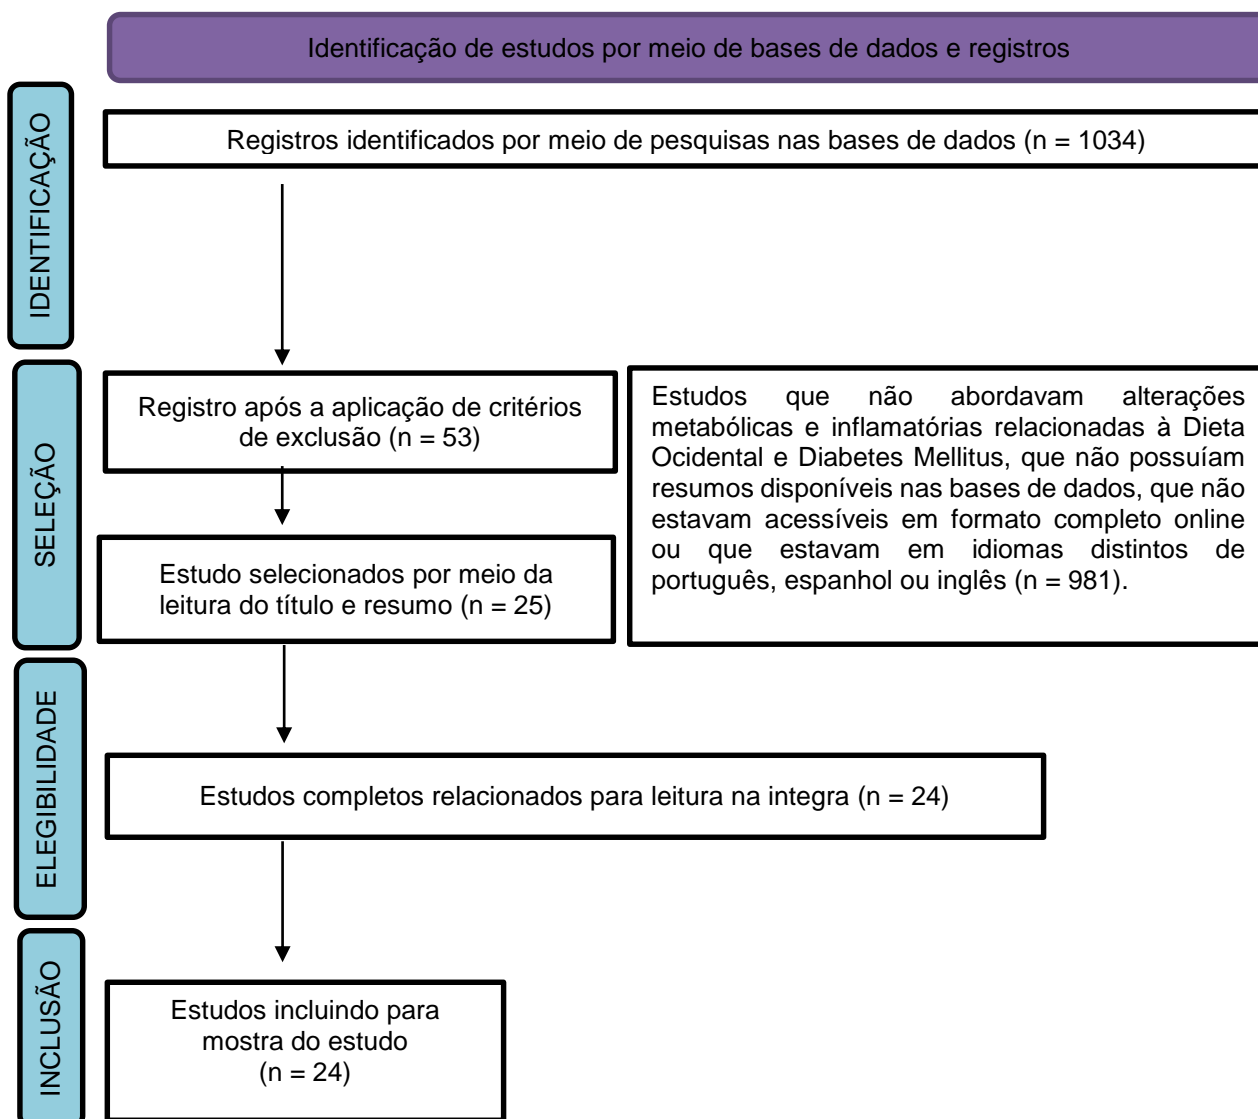 Identificação de estudos por meio de bases de dados e registros
IDENTIFICAÇÃO
Registros identificados por meio de pesquisas nas bases de dados (n = 1034)
SELEÇÃO
Registro após a aplicação de critérios
de exclusão (n = 53)
Estudos que não abordavam alterações
metabólicas e inflamatórias relacionadas à Dieta
Ocidental e Diabetes Mellitus, que não possuíam
resumos disponíveis nas bases de dados, que não
estavam acessíveis em formato completo online
ou que estavam em idiomas distintos de
português, espanhol ou inglês (n = 981).
Estudo selecionados por meio da
leitura do título e resumo (n = 25)
ELEGIBILIDADE
Estudos completos relacionados para leitura na integra (n = 24)
INCLUSÃO
Estudos incluindo para
mostra do estudo
(n = 24)